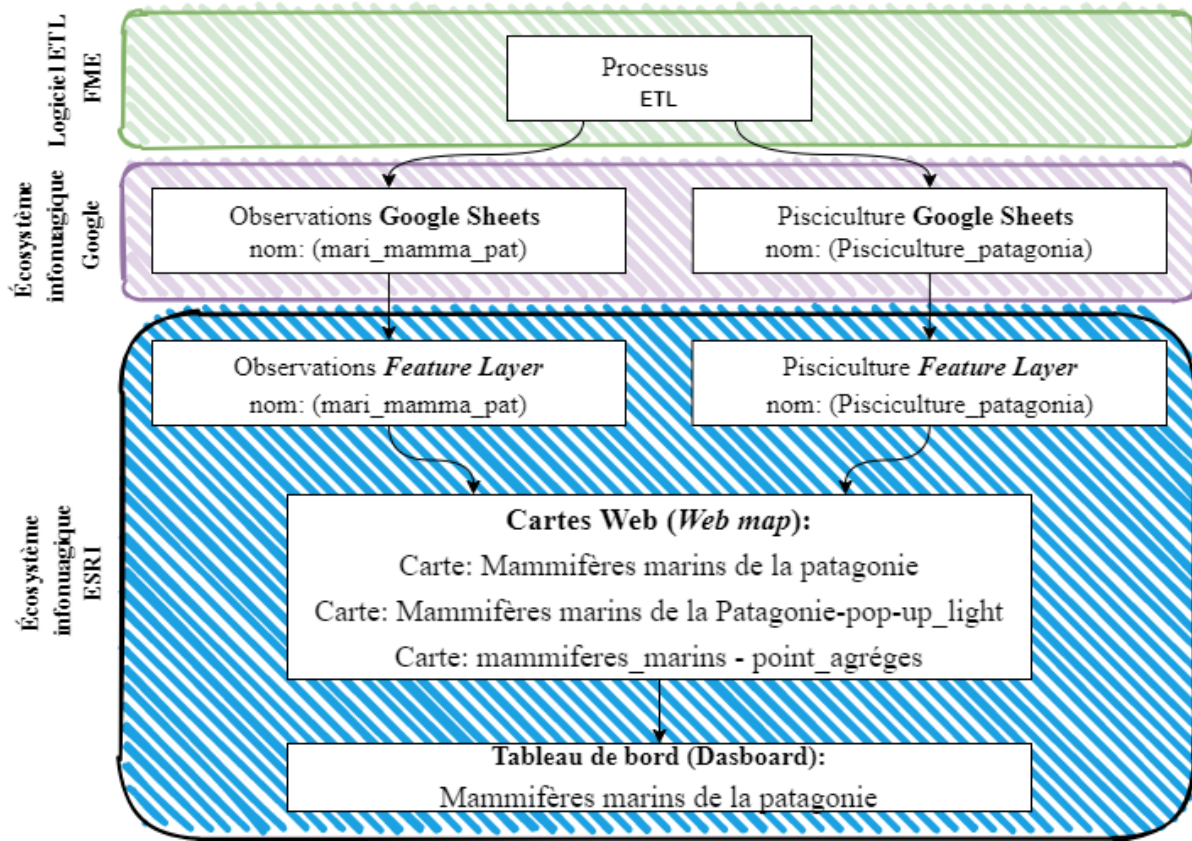 Logiciel ETL
FME
Processus
ETL
Écosystème
infonuagique
Google
Observations Google Sheets
nom: (mari_mamma_pat)
Pisciculture Google Sheets
nom: (Pisciculture_patagonia)
Écosystème
infonuagique
ESRI
Observations Feature Layer
nom: (mari_mamma_pat)
Pisciculture Feature Layer
nom: (Pisciculture_patagonia)
Cartes Web (Web map):
Carte: Mammifères marins de la patagonie
Carte: Mammifères marins de la Patagonie-pop-up_light
Carte: mammiferes_marins - point_agréges
Tableau de bord (Dasboard):
Mammifères marins de la patagonie